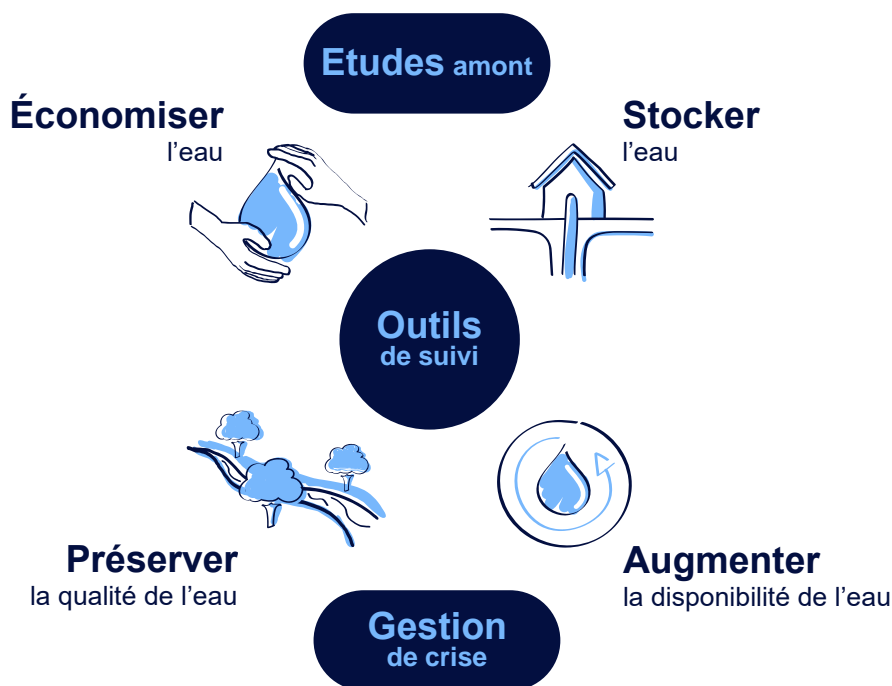 Etudes amont
Économiser
l'eau
Stocker
l'eau
Outils
de suivi
Préserver
la qualité de l'eau
Augmenter
la disponibilité de l'eau
Gestion
de crise